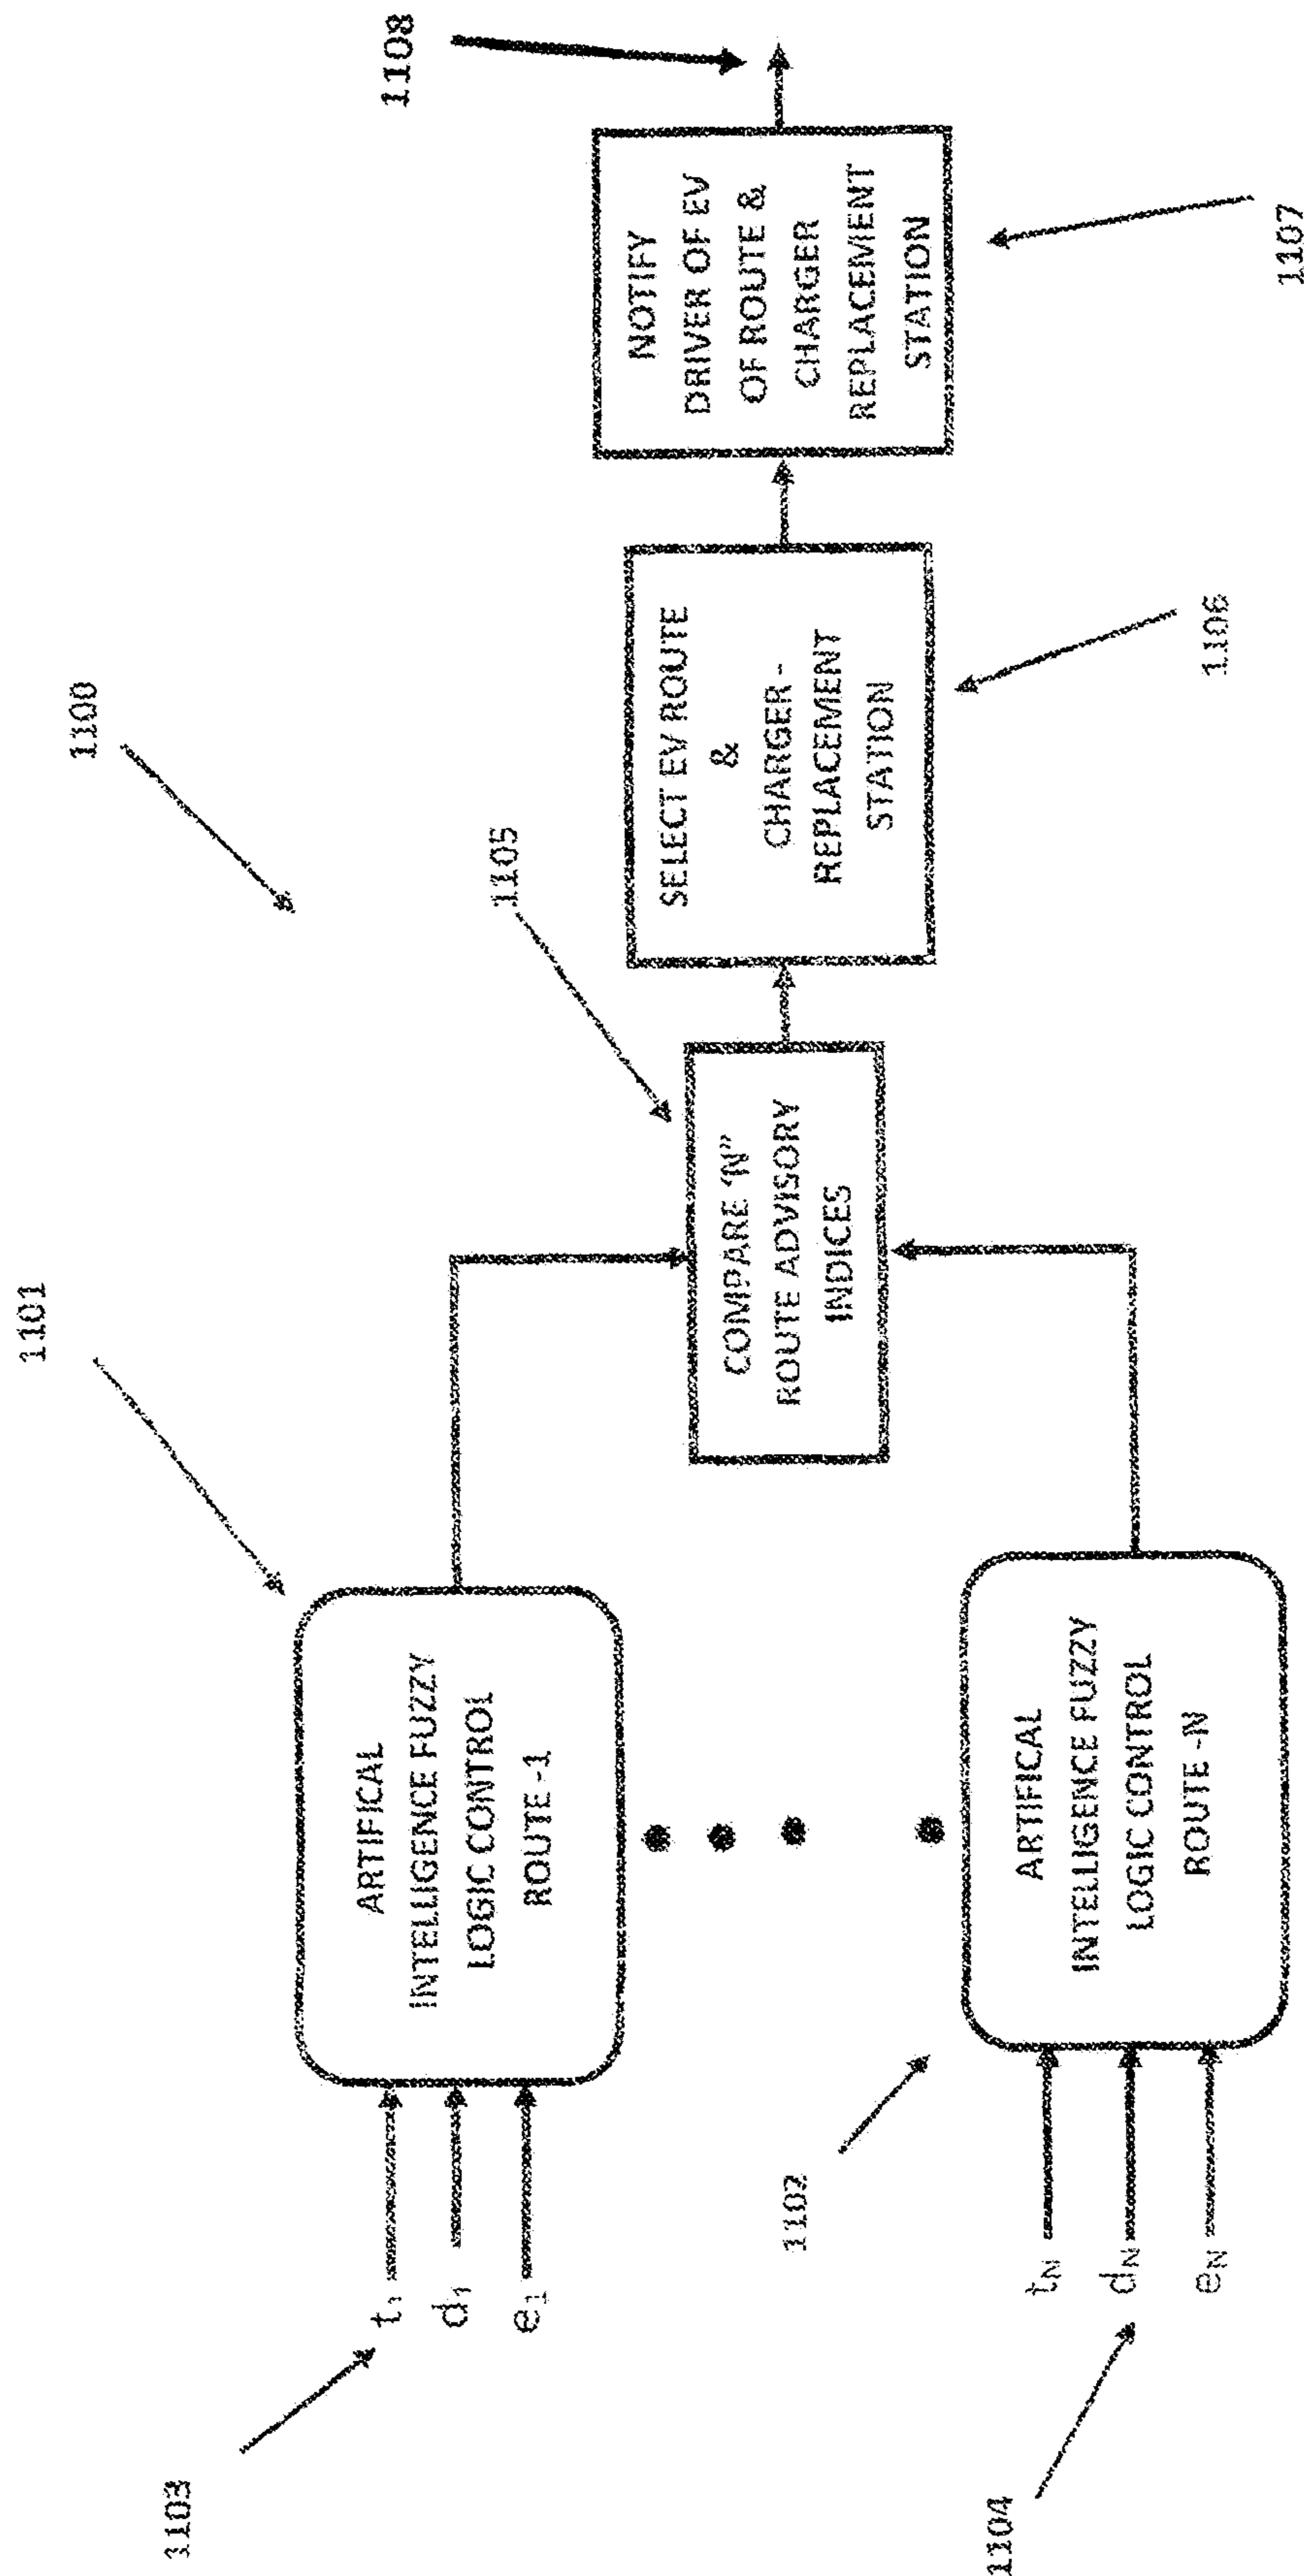 1100
1101
1108
ARTIFICAL
INTELLIGENCE FUZZY
LOGIC CONTROL
ROUTE -1
1103
t₁
d₁
e₁
1105
COMPARE "N"
ROUTE ADVISORY
INDICES
SELECT EV ROUTE
&
CHARGER-
REPLACEMENT
STATION
1106
NOTIFY
DRIVER OF EV
OF ROUTE &
CHARGER
REPLACEMENT
STATION
1107
1102
ARTIFICAL
INTELLIGENCE FUZZY
LOGIC CONTROL
ROUTE -N
1104
tN
dN
eN